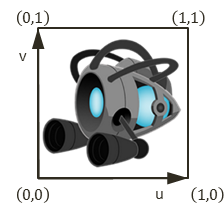 (0,1) (1,1)
v
(0,0) u (1,0)